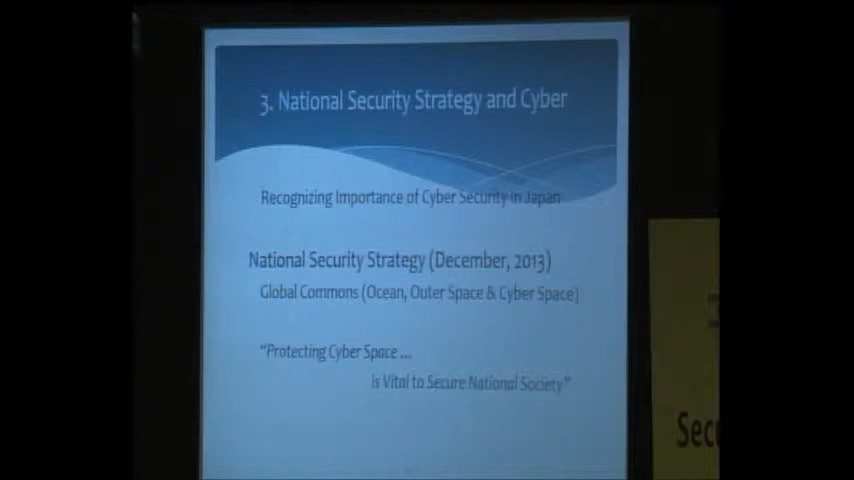 3. National Security Strategy and Cyber
Recognizing Importance of Cyber Security in Japan
National Security Strategy (December, 2013)
Global Commons (Ocean, Outer Space & Cyber Space)
“Protecting Cyber Space ...
is Vital to Secure National Society”